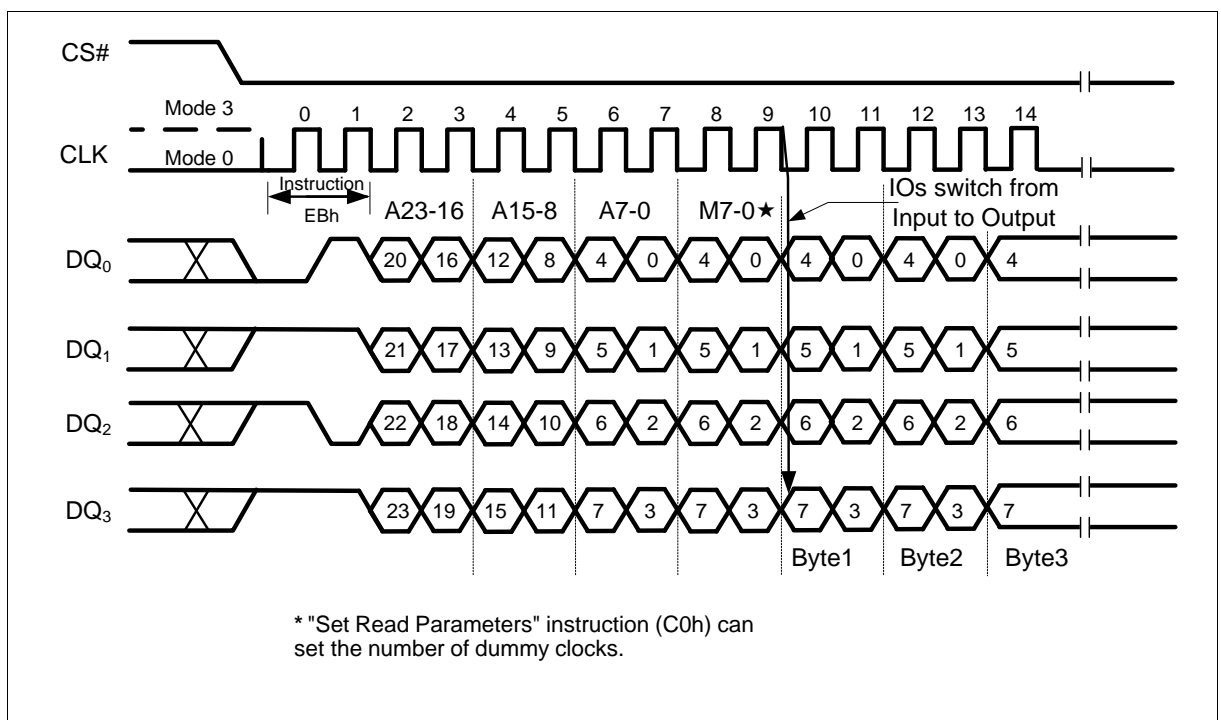 CS#
Mode 3
0 1 2 3 4 5 6 7 8 9 10 11 12 13 14
CLK
Mode 0
Instruction
IOs switch from
EBh
A23-16 A15-8 A7-0 M7-0★
Input to Output
DQ0
20 16 12 8 4 0 4 0 4 0 4 0 4
DQ1
21 17 13 9 5 1 5 1 5 1 5 1 5
DQ2
22 18 14 10 6 2 6 2 6 2 6 2 6
DQ3
23 19 15 11 7 3 7 3 7 3 7 3 7
Byte1 Byte2 Byte3
* "Set Read Parameters" instruction (C0h) can
set the number of dummy clocks.